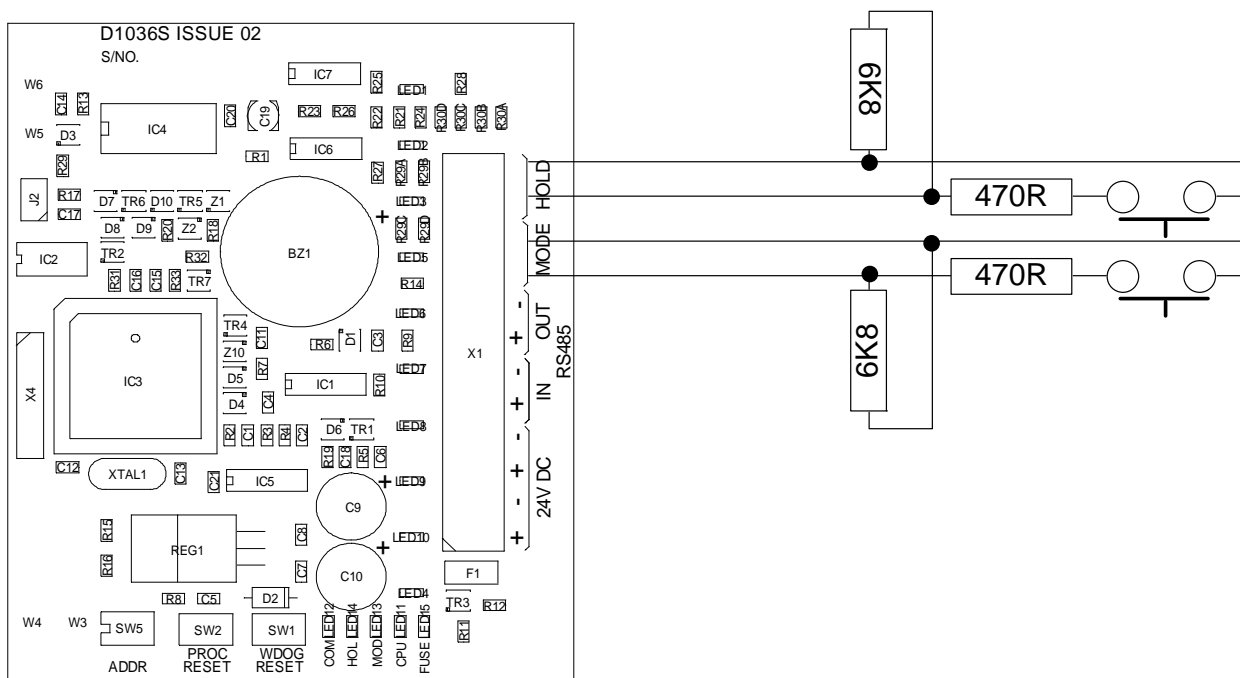 D1036S ISSUE 02
S/NO.
W6
C14
R13
IC4
C20
C19
IC7
R23
R26
R25
LED1
R28
R22
R21
R24
R30D
R30C
R30B
R30A
W5
D3
R29
R1
IC6
LED2
R27
R29A
R29B
J2
R17
C17
D7
TR6
D10
TR5
Z1
LED3
+
D8
D9
R20
Z2
R18
R29C
R29D
IC2
TR2
R32
BZ1
LED5
R31
C16
C15
R33
TR7
R14
TR4
C11
LED6
R6
D1
C3
R9
X1
Z10
R7
LED7
X4
IC3
D5
D4
C4
IC1
R10
R2
C1
R3
R4
C2
D6
TR1
LED8
R19
C18
R5
C6
C12
XTAL1
C13
C21
IC5
+
LED9
C9
R15
R16
REG1
C8
C7
+
LED10
C10
F1
R8
C5
D2
LED4
TR3
R12
R11
W4
W3
SW5
SW2
SW1
LED12
LED14
LED13
LED11
LED15
ADDR
PROC
RESET
WDOG
RESET
COM
HOL
MOD
CPU
FUSE
HOLD
MODE
OUT
- +
IN
- +
RS485
24V DC
- + - +
6K8
470R
470R
6K8